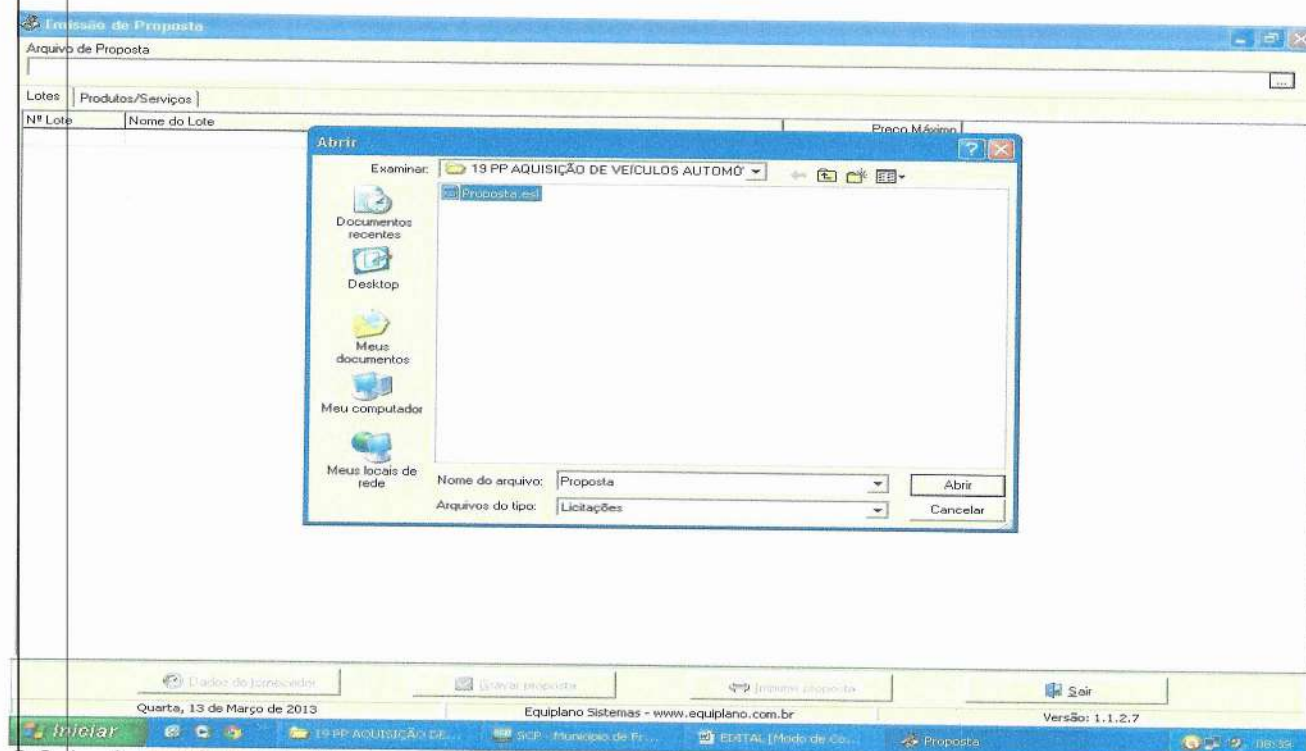 Emissão de Proposta
Arquivo de Proposta
...
Lotes Produtos/Serviços
Nº Lote Nome do Lote Preço Máximo
Abrir
Examinar: 19 PP AQUISIÇÃO DE VEÍCULOS AUTOMÓ
Proposta.esl
Documentos
recentes
Desktop
Meus
documentos
Meu computador
Meus locais de
rede
Nome do arquivo: Proposta Abrir
Arquivos do tipo: Licitações Cancelar
Dados do fornecedor Gravar proposta Imprimir proposta Sair
Quarta, 13 de Março de 2013 Equiplano Sistemas - www.equiplano.com.br Versão: 1.1.2.7
Iniciar 19 PP AQUISIÇÃO DE... SCP - Município de Fr... EDITAL [Modo de Co... Proposta